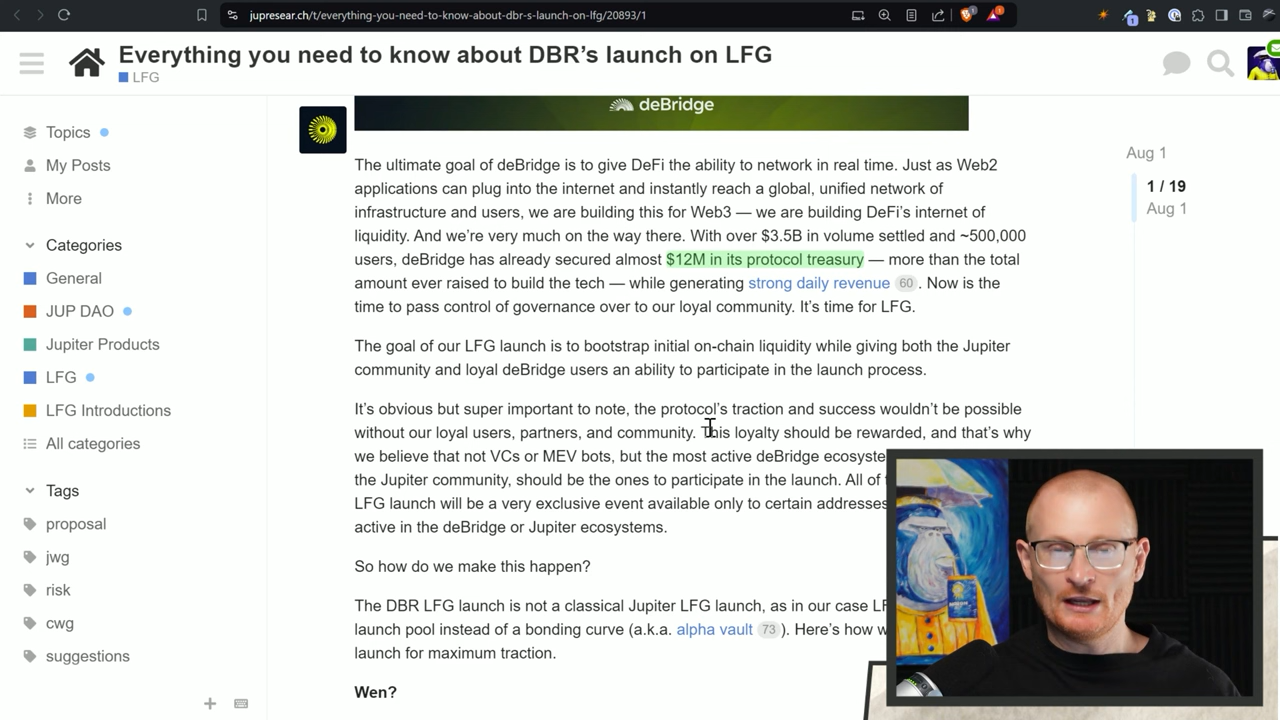 jupresear.ch/t/everything-you-need-to-know-about-dbr-s-launch-on-lfg/20893/1
Everything you need to know about DBR’s launch on LFG
LFG
Topics
My Posts
More
Categories
General
JUP DAO
Jupiter Products
LFG
LFG Introductions
All categories
Tags
proposal
jwg
risk
cwg
suggestions
deBridge
The ultimate goal of deBridge is to give DeFi the ability to network in real time. Just as Web2
applications can plug into the internet and instantly reach a global, unified network of
infrastructure and users, we are building this for Web3 — we are building DeFi’s internet of
liquidity. And we’re very much on the way there. With over $3.5B in volume settled and ~500,000
users, deBridge has already secured almost $12M in its protocol treasury — more than the total
amount ever raised to build the tech — while generating strong daily revenue 60 . Now is the
time to pass control of governance over to our loyal community. It’s time for LFG.
The goal of our LFG launch is to bootstrap initial on-chain liquidity while giving both the Jupiter
community and loyal deBridge users an ability to participate in the launch process.
It’s obvious but super important to note, the protocol’s traction and success wouldn’t be possible
without our loyal users, partners, and community. This loyalty should be rewarded, and that’s why
we believe that not VCs or MEV bots, but the most active deBridge ecosyste
the Jupiter community, should be the ones to participate in the launch. All of
LFG launch will be a very exclusive event available only to certain addresses
active in the deBridge or Jupiter ecosystems.
So how do we make this happen?
The DBR LFG launch is not a classical Jupiter LFG launch, as in our case LF
launch pool instead of a bonding curve (a.k.a. alpha vault 73 ). Here’s how w
launch for maximum traction.
Wen?
Aug 1
1 / 19
Aug 1